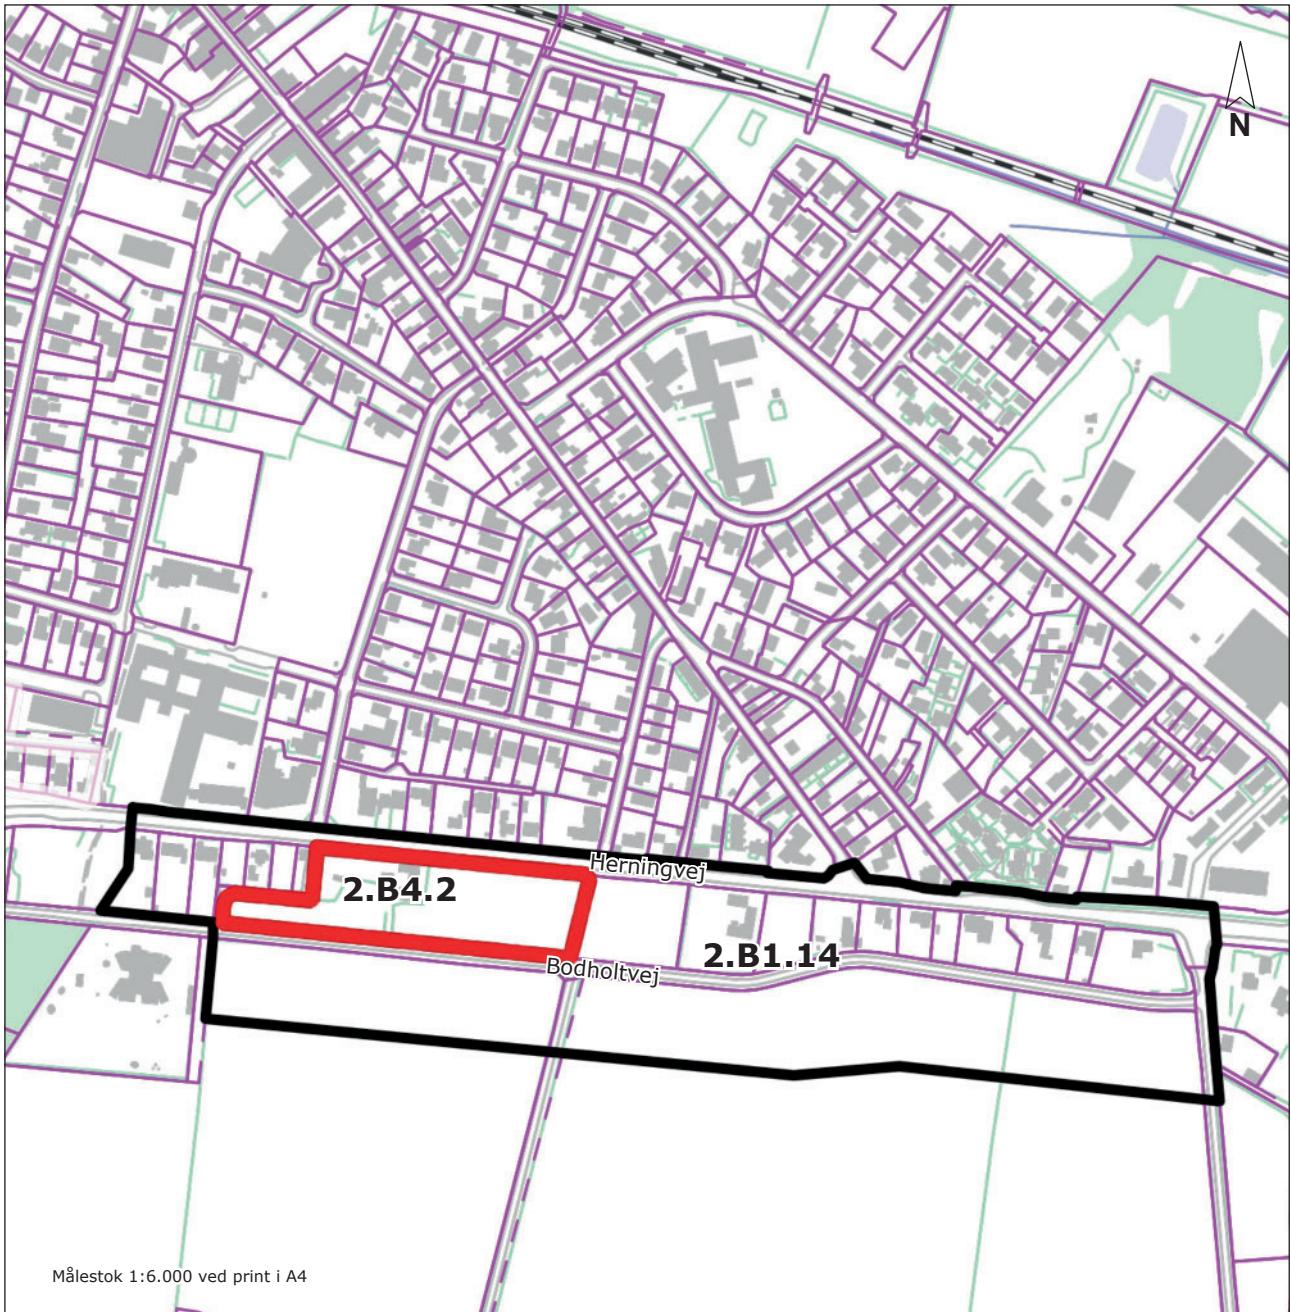 N
Herningvej
2.B4.2
2.B1.14
Bodholtvej
Målestok 1:6.000 ved print i A4